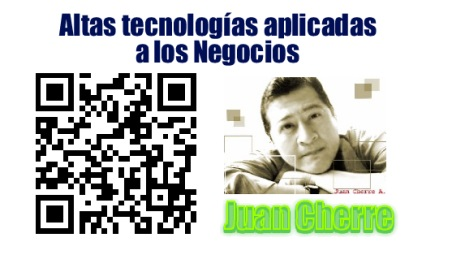 Altas tecnologías aplicadas
a los Negocios
Juan Cherre A.
Juan Cherre